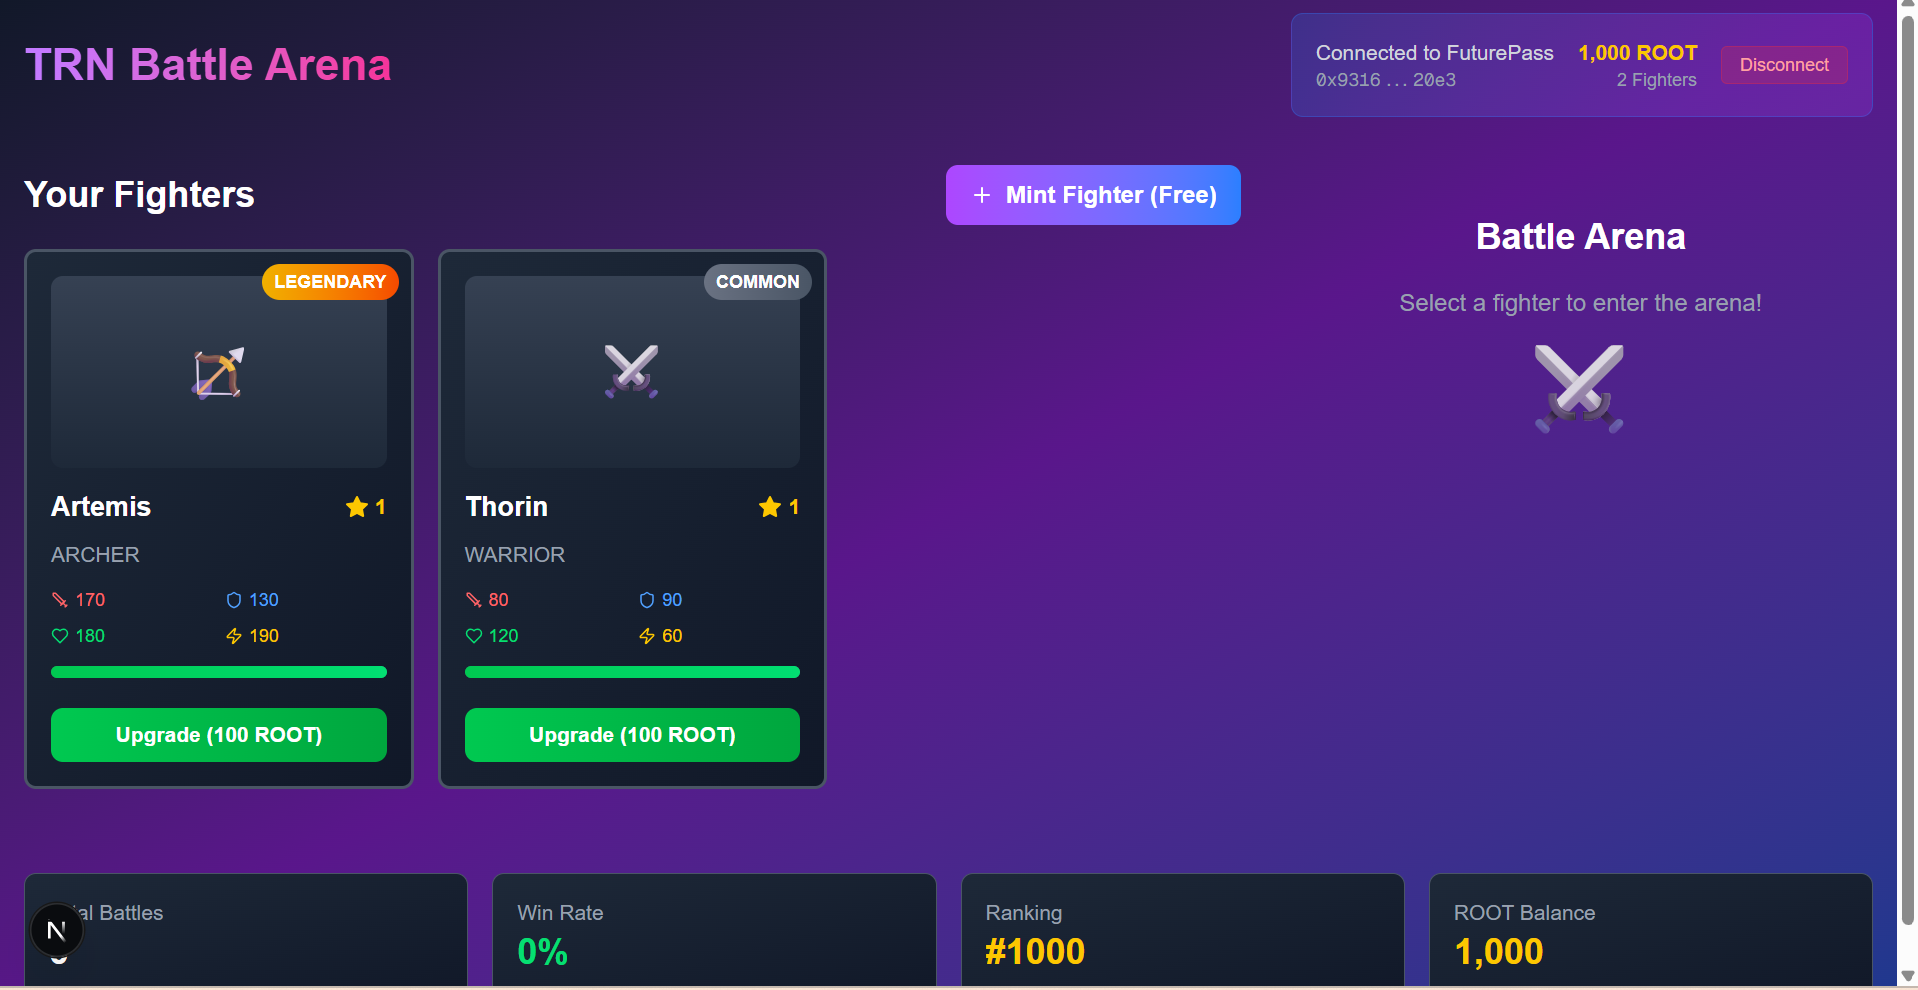 TRN Battle Arena
Connected to FuturePass
0x9316...20e3
1,000 ROOT
2 Fighters
Disconnect
Your Fighters
+ Mint Fighter (Free)
LEGENDARY
Artemis
1
ARCHER
170
130
180
190
Upgrade (100 ROOT)
COMMON
Thorin
1
WARRIOR
80
90
120
60
Upgrade (100 ROOT)
Battle Arena
Select a fighter to enter the arena!
Battles
N
Win Rate
0%
Ranking
#1000
ROOT Balance
1,000